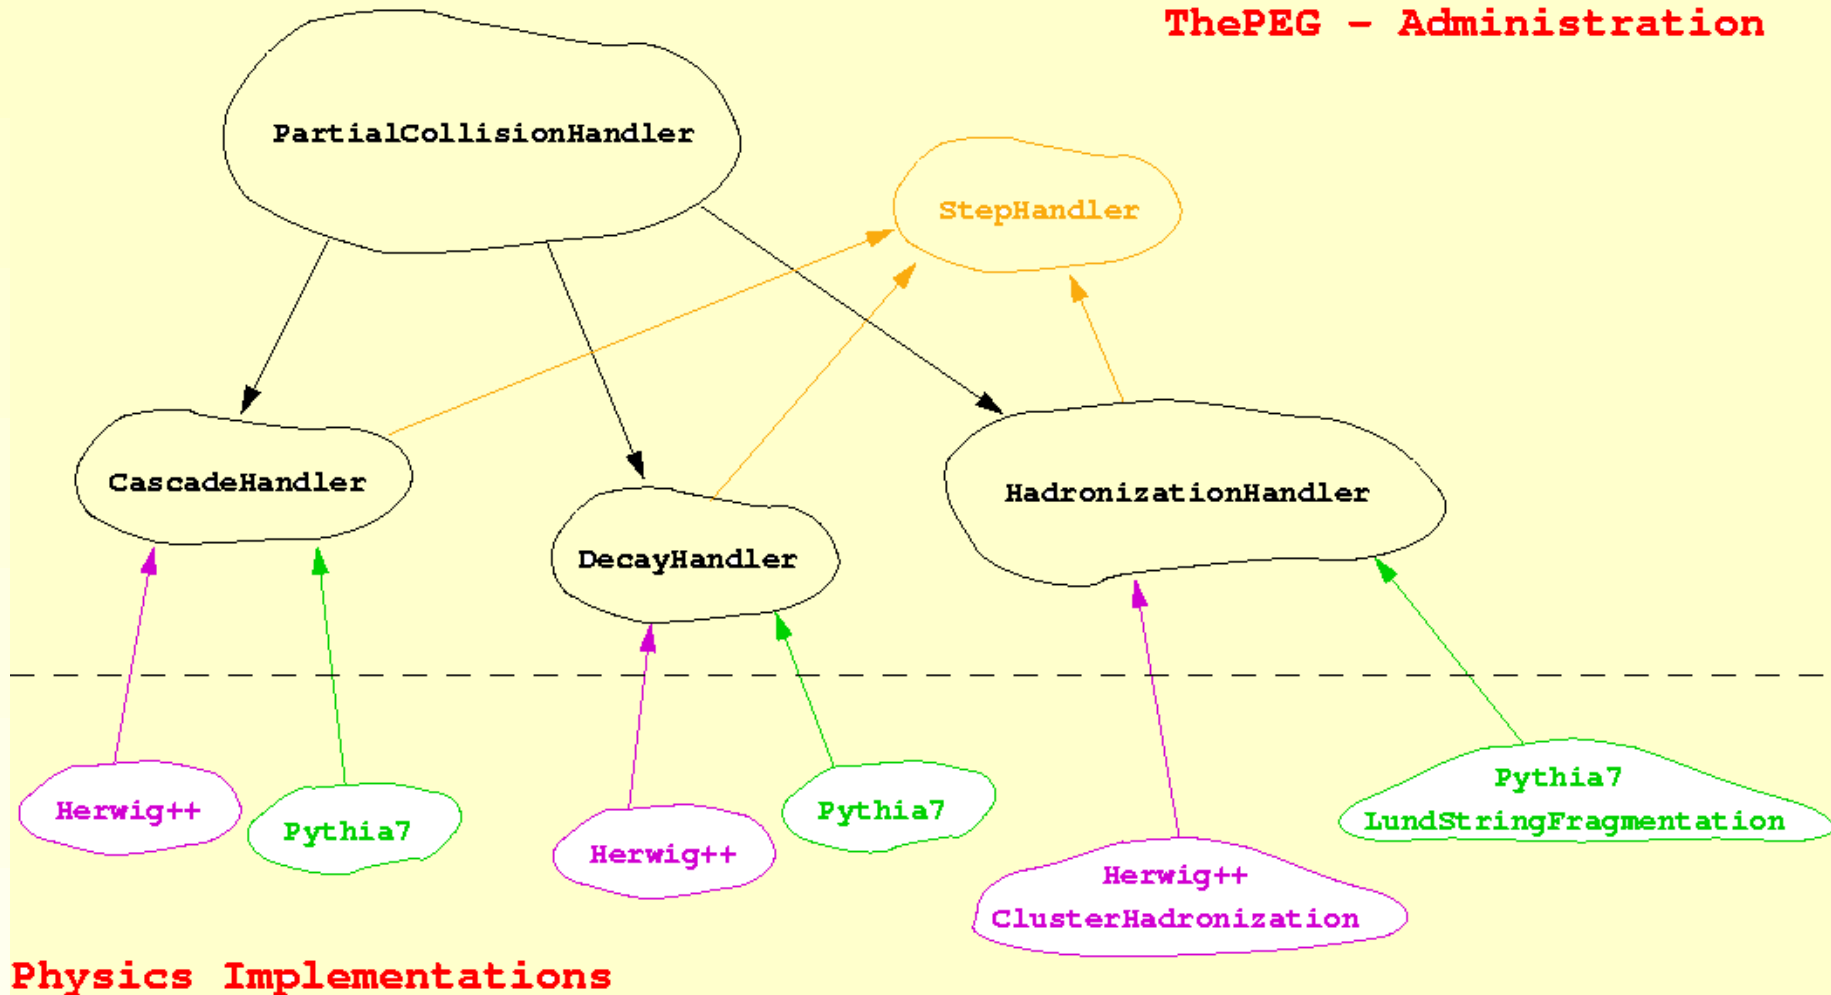 ThePEG - Administration
PartialCollisionHandler
StepHandler
CascadeHandler
HadronizationHandler
DecayHandler
Herwig++
Pythia7
Herwig++
Pythia7
Pythia7
LundStringFragmentation
Herwig++
ClusterHadronization
Physics Implementations